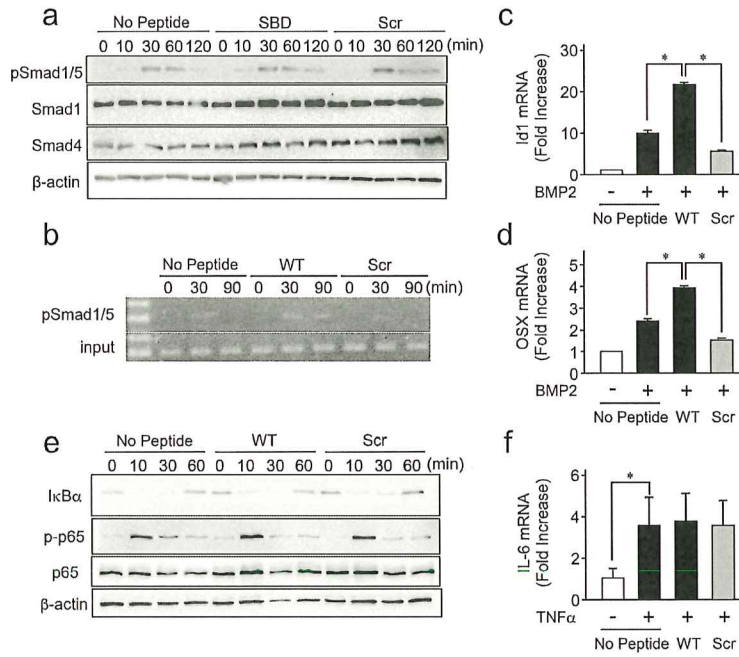 a
No Peptide SBD Scr
0 10 30 60 120 0 10 30 60 120 0 10 30 60 120 (min)
pSmad1/5
Smad1
Smad4
β-actin
b
No Peptide WT Scr
0 30 90 0 30 90 0 30 90 (min)
pSmad1/5
input
c
Id1 mRNA
(Fold Increase)
30
20
10
0
* *
BMP2 - + + +
No Peptide WT Scr
d
OSX mRNA
(Fold Increase)
5
4
3
2
1
0
* *
BMP2 - + + +
No Peptide WT Scr
e
No Peptide WT Scr
0 10 30 60 0 10 30 60 0 10 30 60 (min)
IκBα
p-p65
p65
β-actin
f
IL-6 mRNA
(Fold Increase)
6
4
2
0
*
TNFα - + + +
No Peptide WT Scr